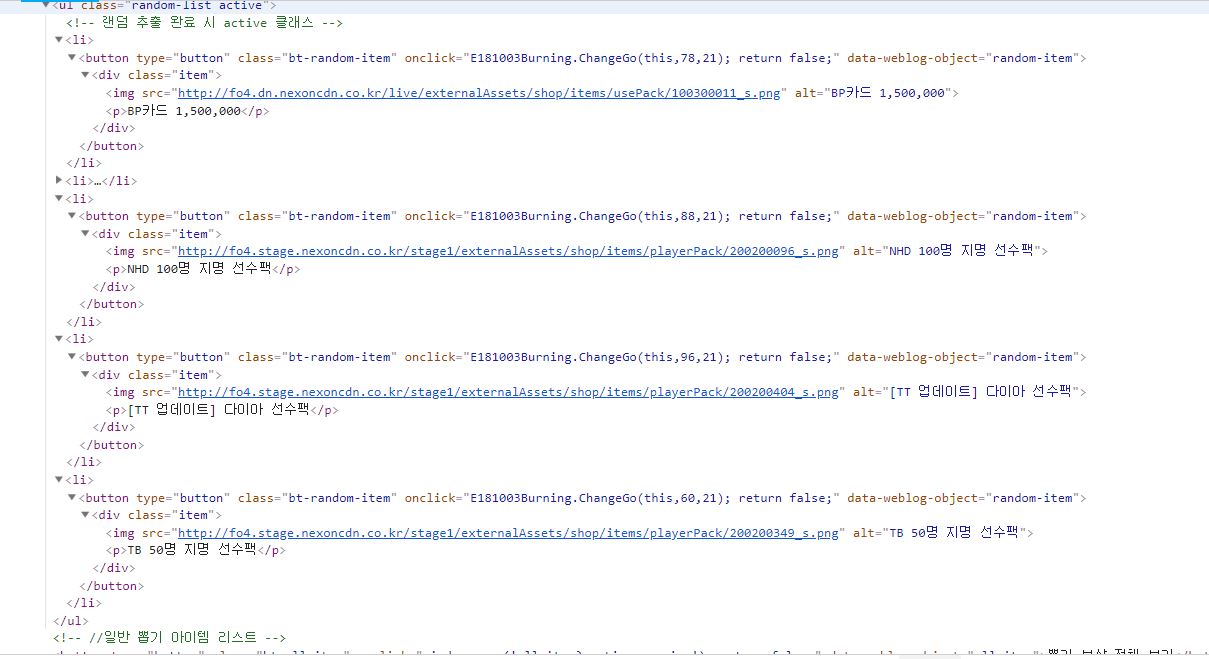 ▼<ul class="random-list active">
<!-- 랜덤 추출 완료 시 active 클래스 -->
▼<li>
▼<button type="button" class="bt-random-item" onclick="E181003Burning.ChangeGo(this,78,21); return false;" data-weblog-object="random-item">
▼<div class="item">
<img src="http://fo4.dn.nexoncdn.co.kr/live/externalAssets/shop/items/usePack/100300011_s.png" alt="BP카드 1,500,000">
<p>BP카드 1,500,000</p>
</div>
</button>
</li>
▶<li>…</li>
▼<li>
▼<button type="button" class="bt-random-item" onclick="E181003Burning.ChangeGo(this,88,21); return false;" data-weblog-object="random-item">
▼<div class="item">
<img src="http://fo4.stage.nexoncdn.co.kr/stage1/externalAssets/shop/items/playerPack/200200096_s.png" alt="NHD 100명 지명 선수팩">
<p>NHD 100명 지명 선수팩</p>
</div>
</button>
</li>
▼<li>
▼<button type="button" class="bt-random-item" onclick="E181003Burning.ChangeGo(this,96,21); return false;" data-weblog-object="random-item">
▼<div class="item">
<img src="http://fo4.stage.nexoncdn.co.kr/stage1/externalAssets/shop/items/playerPack/200200404_s.png" alt="[TT 업데이트] 다이아 선수팩">
<p>[TT 업데이트] 다이아 선수팩</p>
</div>
</button>
</li>
▼<li>
▼<button type="button" class="bt-random-item" onclick="E181003Burning.ChangeGo(this,60,21); return false;" data-weblog-object="random-item">
▼<div class="item">
<img src="http://fo4.stage.nexoncdn.co.kr/stage1/externalAssets/shop/items/playerPack/200200349_s.png" alt="TB 50명 지명 선수팩">
<p>TB 50명 지명 선수팩</p>
</div>
</button>
</li>
</ul>
<!-- //일반 뽑기 아이템 리스트 -->